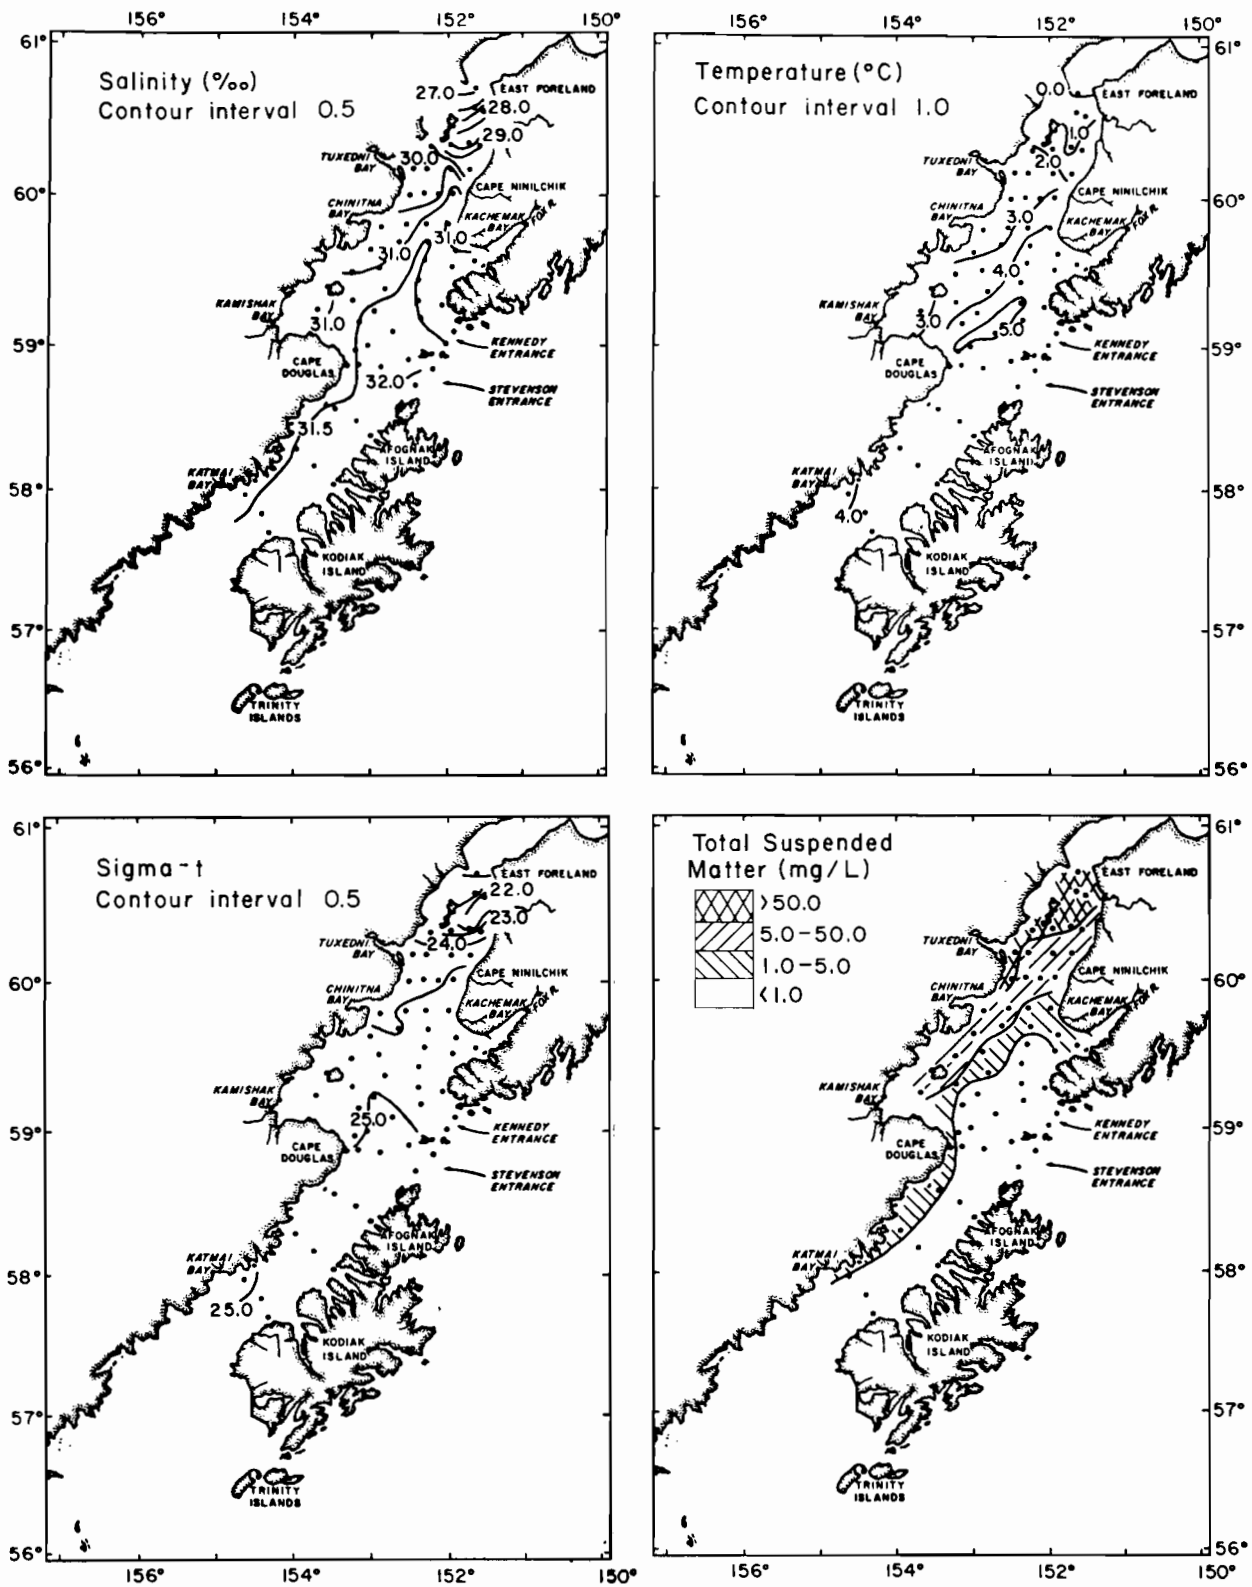 156° 154° 152° 150°
61°
Salinity (‰)
Contour interval 0.5
27.0
EAST FORELAND
28.0
29.0
TUXEDNI
BAY
30.0
60°
CAPE NINILCHIK
CHINITNA
BAY
KACHEMAK
BAY
FOX R.
31.0
31.0
KAMISHAK
BAY
31.0
59°
KENNEDY
ENTRANCE
CAPE
DOUGLAS
32.0
STEVENSON
ENTRANCE
31.5
AFOGNAK
ISLAND
KATMAI
BAY
58°
KODIAK
ISLAND
57°
TRINITY
ISLANDS
56°
156° 154° 152° 150°
61°
Temperature (°C)
Contour interval 1.0
0.0
EAST FORELAND
1.0
TUXEDNI
BAY
2.0
60°
CAPE NINILCHIK
CHINITNA
BAY
3.0
KACHEMAK
BAY
FOX R.
4.0
KAMISHAK
BAY
3.0
5.0
KENNEDY
ENTRANCE
59°
CAPE
DOUGLAS
STEVENSON
ENTRANCE
AFOGNAK
ISLAND
KATMAI
BAY
58°
4.0°
KODIAK
ISLAND
57°
TRINITY
ISLANDS
56°
61°
Sigma-t
Contour interval 0.5
EAST FORELAND
22.0
23.0
TUXEDNI
BAY
24.0
CAPE NINILCHIK
60°
CHINITNA
BAY
KACHEMAK
BAY
FOX R.
KAMISHAK
BAY
25.0
59°
KENNEDY
ENTRANCE
CAPE
DOUGLAS
STEVENSON
ENTRANCE
AFOGNAK
ISLAND
KATMAI
BAY
58°
25.0
KODIAK
ISLAND
57°
TRINITY
ISLANDS
56°
156° 154° 152° 150°
61°
Total Suspended
Matter (mg/L)
>50.0
5.0-50.0
1.0-5.0
<1.0
EAST FORELAND
TUXEDNI
BAY
CAPE NINILCHIK
60°
CHINITNA
BAY
KACHEMAK
BAY
FOX R.
KAMISHAK
BAY
KENNEDY
ENTRANCE
59°
CAPE
DOUGLAS
STEVENSON
ENTRANCE
AFOGNAK
ISLAND
KATMAI
BAY
58°
KODIAK
ISLAND
57°
TRINITY
ISLANDS
56°
156° 154° 152° 150°